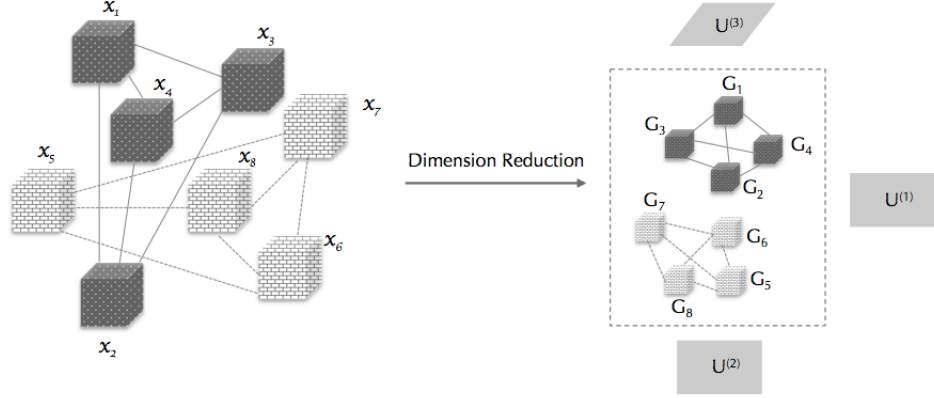 x₁
x₃
x₄
x₇
x₅
x₈
x₆
x₂
Dimension Reduction
U⁽³⁾
G₁
G₃
G₄
G₂
G₇
G₆
G₅
G₈
U⁽¹⁾
U⁽²⁾